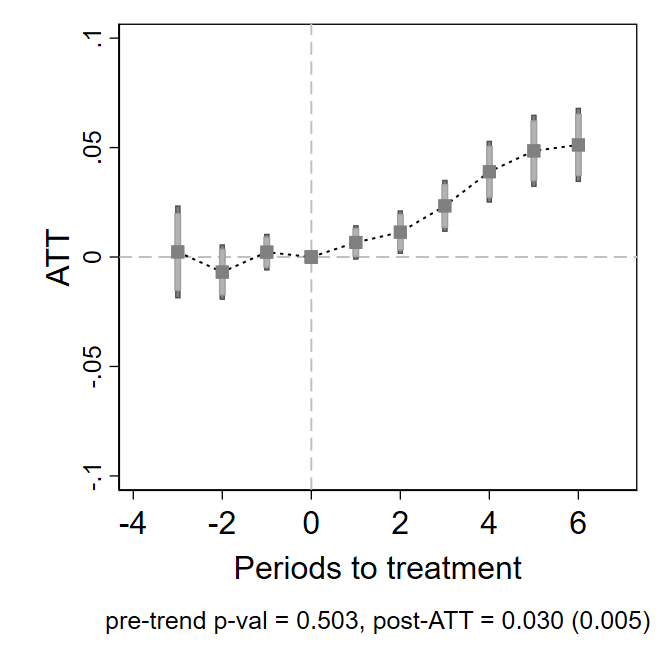 .1
.05
0
-.05
-.1
ATT
-4 -2 0 2 4 6
Periods to treatment
pre-trend p-val = 0.503, post-ATT = 0.030 (0.005)